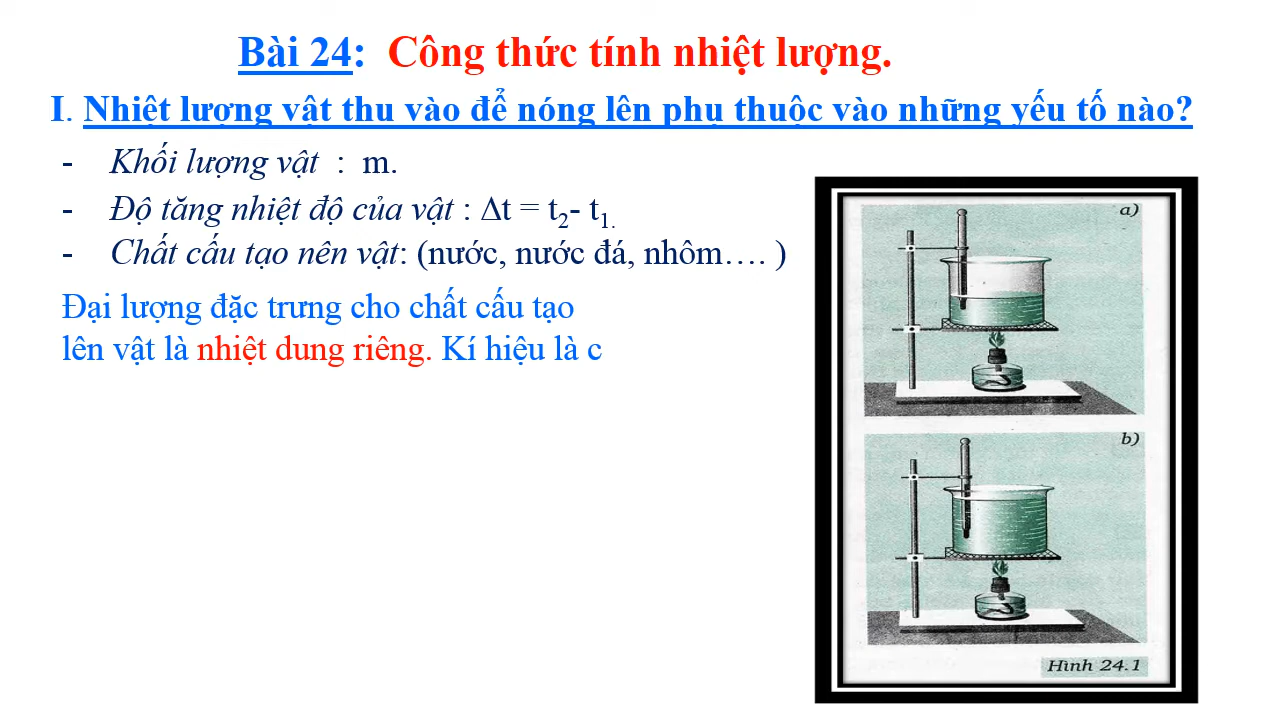 Bài 24: Công thức tính nhiệt lượng.
I. Nhiệt lượng vật thu vào để nóng lên phụ thuộc vào những yếu tố nào?
- Khối lượng vật : m.
- Độ tăng nhiệt độ của vật : Δt = t2- t1.
- Chất cấu tạo nên vật: (nước, nước đá, nhôm…. )
Đại lượng đặc trưng cho chất cấu tạo
lên vật là nhiệt dung riêng. Kí hiệu là c
a)
b)
Hình 24.1